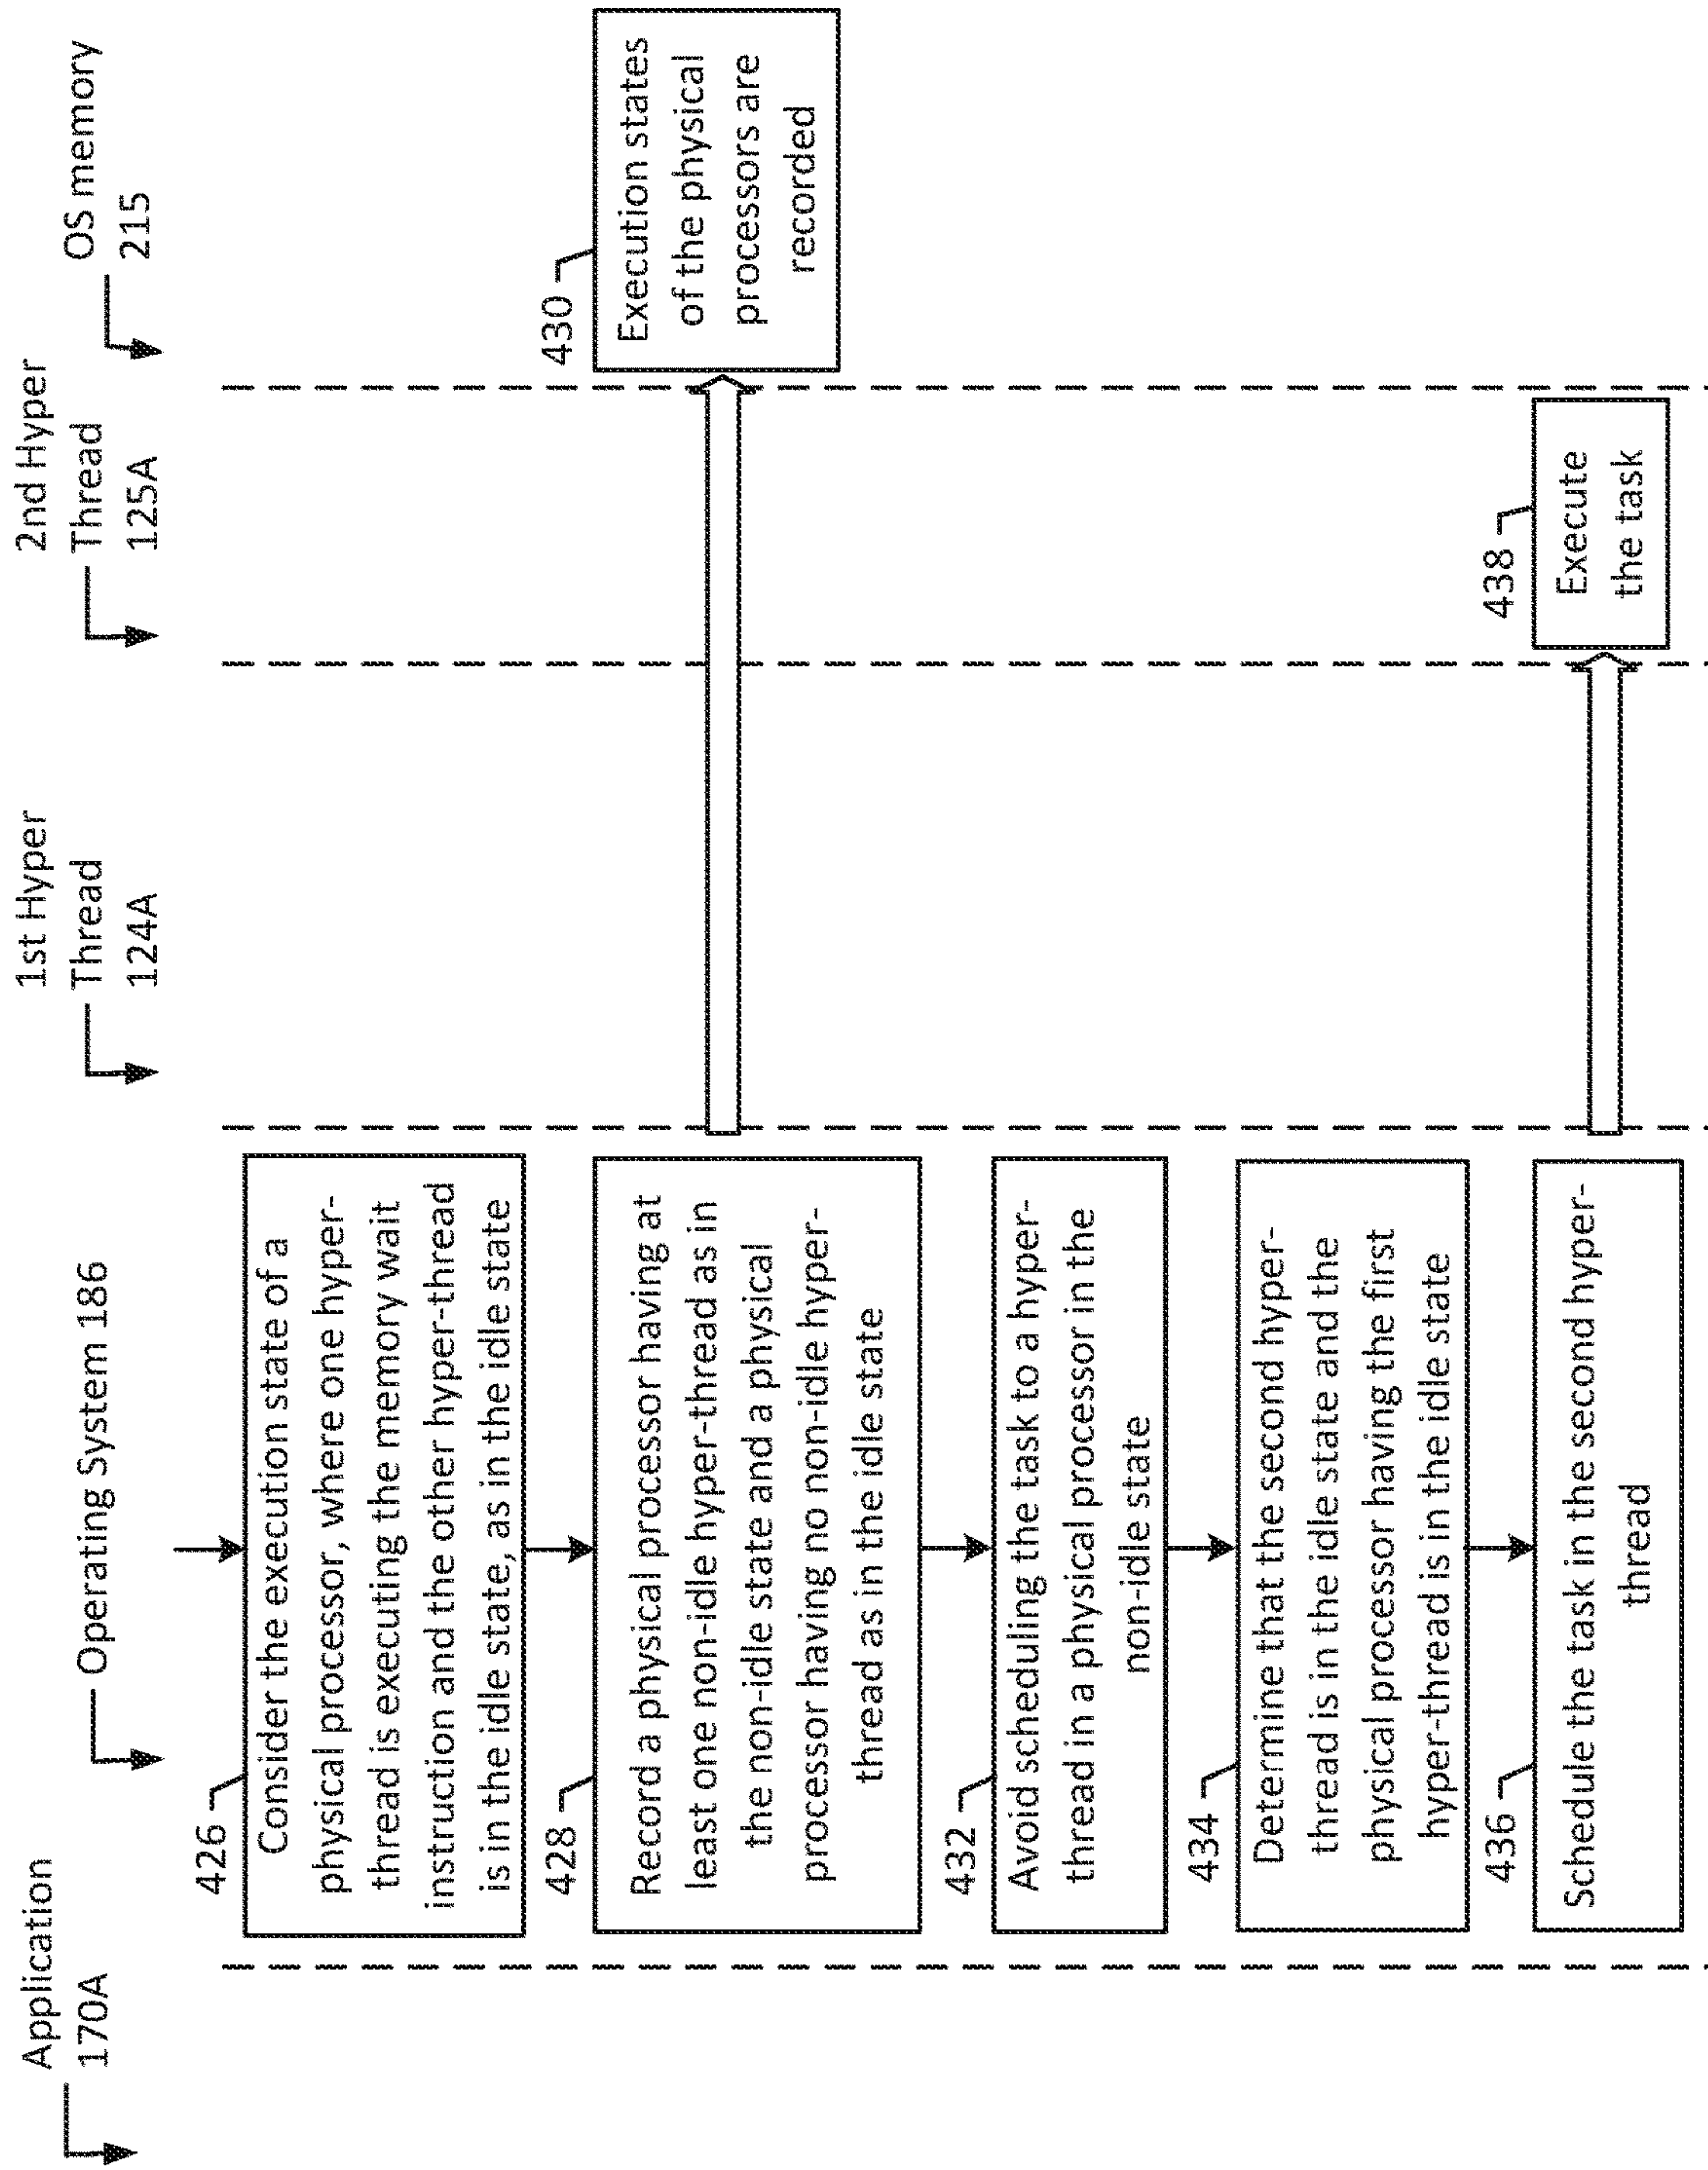 Application
170A
Operating System 186
1st Hyper
Thread
124A
2nd Hyper
Thread
125A
OS memory
215
426
Consider the execution state of a
physical processor, where one hyper-
thread is executing the memory wait
instruction and the other hyper-thread
is in the idle state, as in the idle state
428
Record a physical processor having at
least one non-idle hyper-thread as in
the non-idle state and a physical
processor having no non-idle hyper-
thread as in the idle state
430
Execution states
of the physical
processors are
recorded
432
Avoid scheduling the task to a hyper-
thread in a physical processor in the
non-idle state
434
Determine that the second hyper-
thread is in the idle state and the
physical processor having the first
hyper-thread is in the idle state
436
Schedule the task in the second hyper-
thread
438
Execute
the task